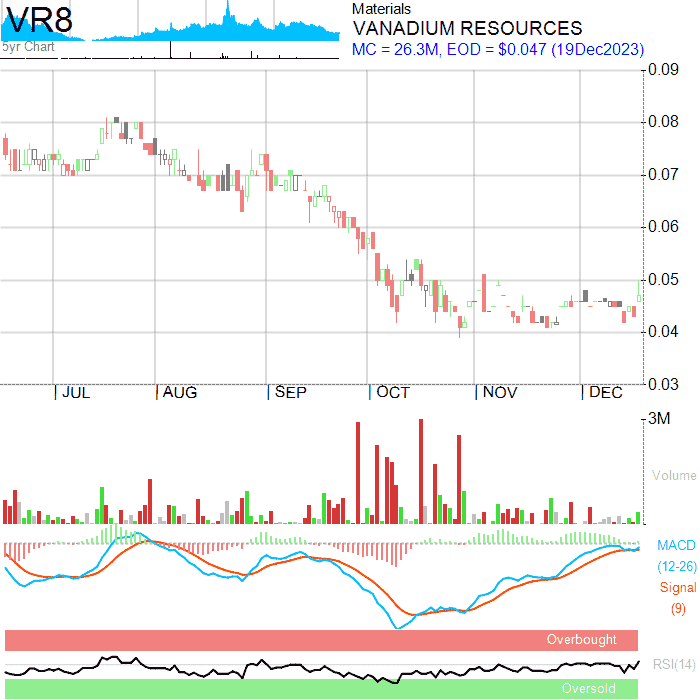 VR8
5yr Chart
Materials
VANADIUM RESOURCES
MC = 26.3M, EOD = $0.047 (19Dec2023)
0.09
0.08
0.07
0.06
0.05
0.04
0.03
JUL AUG SEP OCT NOV DEC
3M
Volume
MACD
(12-26)
Signal
(9)
Overbought
RSI(14)
Oversold